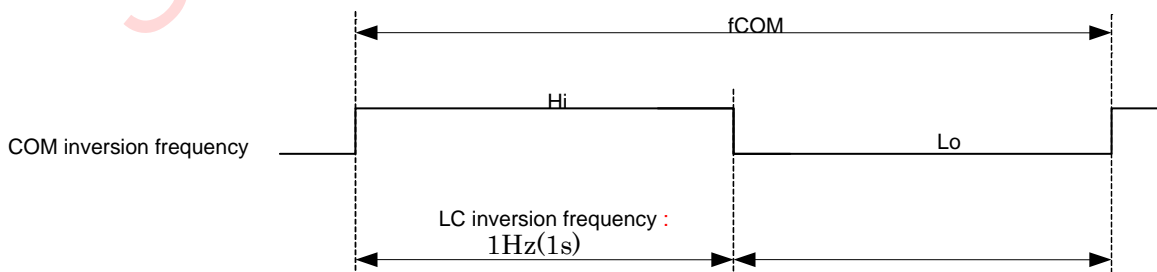 fCOM
Hi
COM inversion frequency
Lo
LC inversion frequency :
1Hz(1s)